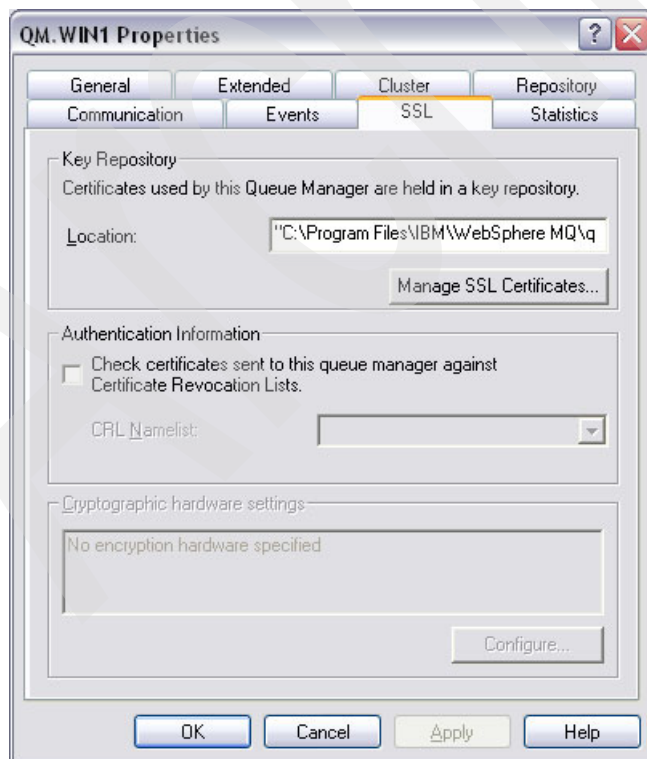 QM.WIN1 Properties
General Extended Cluster Repository
Communication Events SSL Statistics
Key Repository
Certificates used by this Queue Manager are held in a key repository.
Location: "C:\Program Files\IBM\WebSphere MQ\q
Manage SSL Certificates...
Authentication Information
Check certificates sent to this queue manager against
Certificate Revocation Lists.
CRL Namelist:
Cryptographic hardware settings
No encryption hardware specified
Configure...
OK Cancel Apply Help